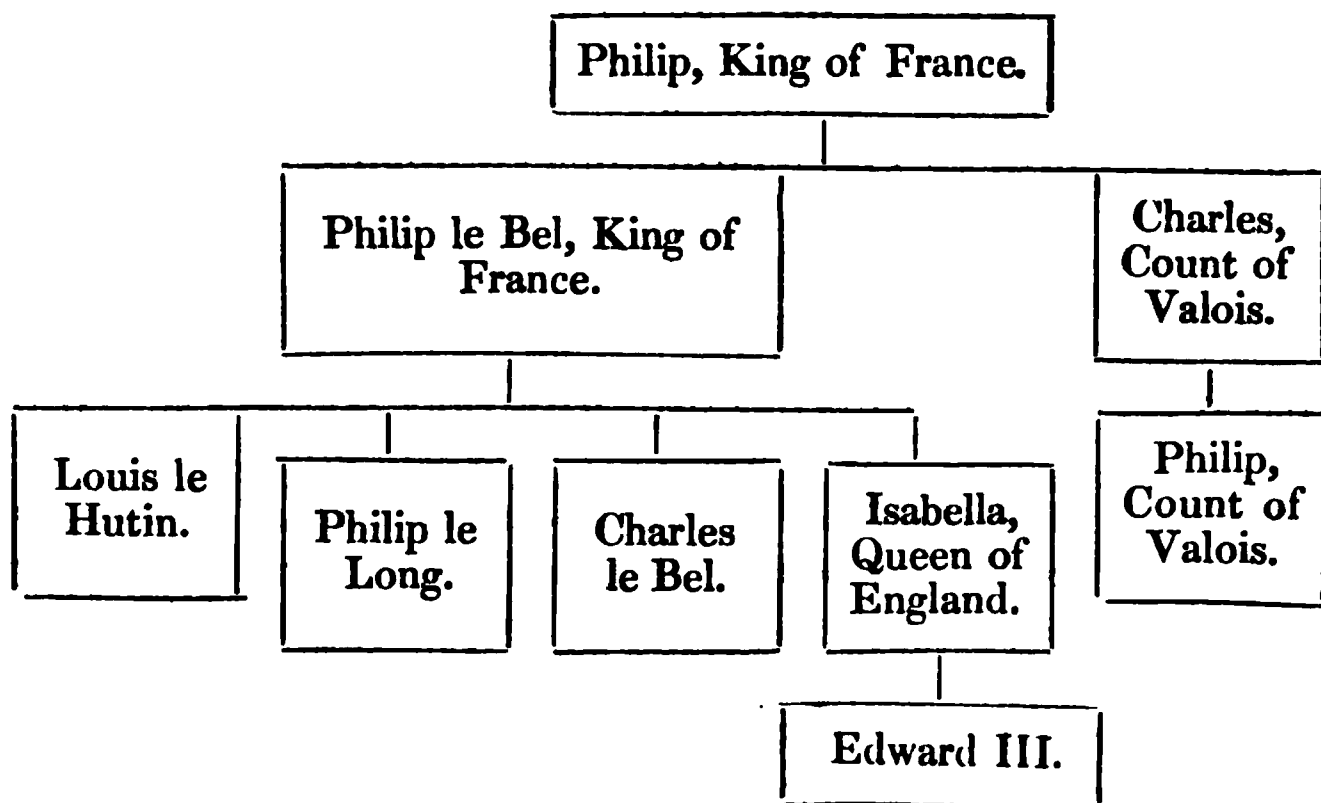 Philip, King of France.
Philip le Bel, King of
France.
Charles,
Count of
Valois.
Louis le
Hutin.
Philip le
Long.
Charles
le Bel.
Isabella,
Queen of
England.
Philip,
Count of
Valois.
Edward III.